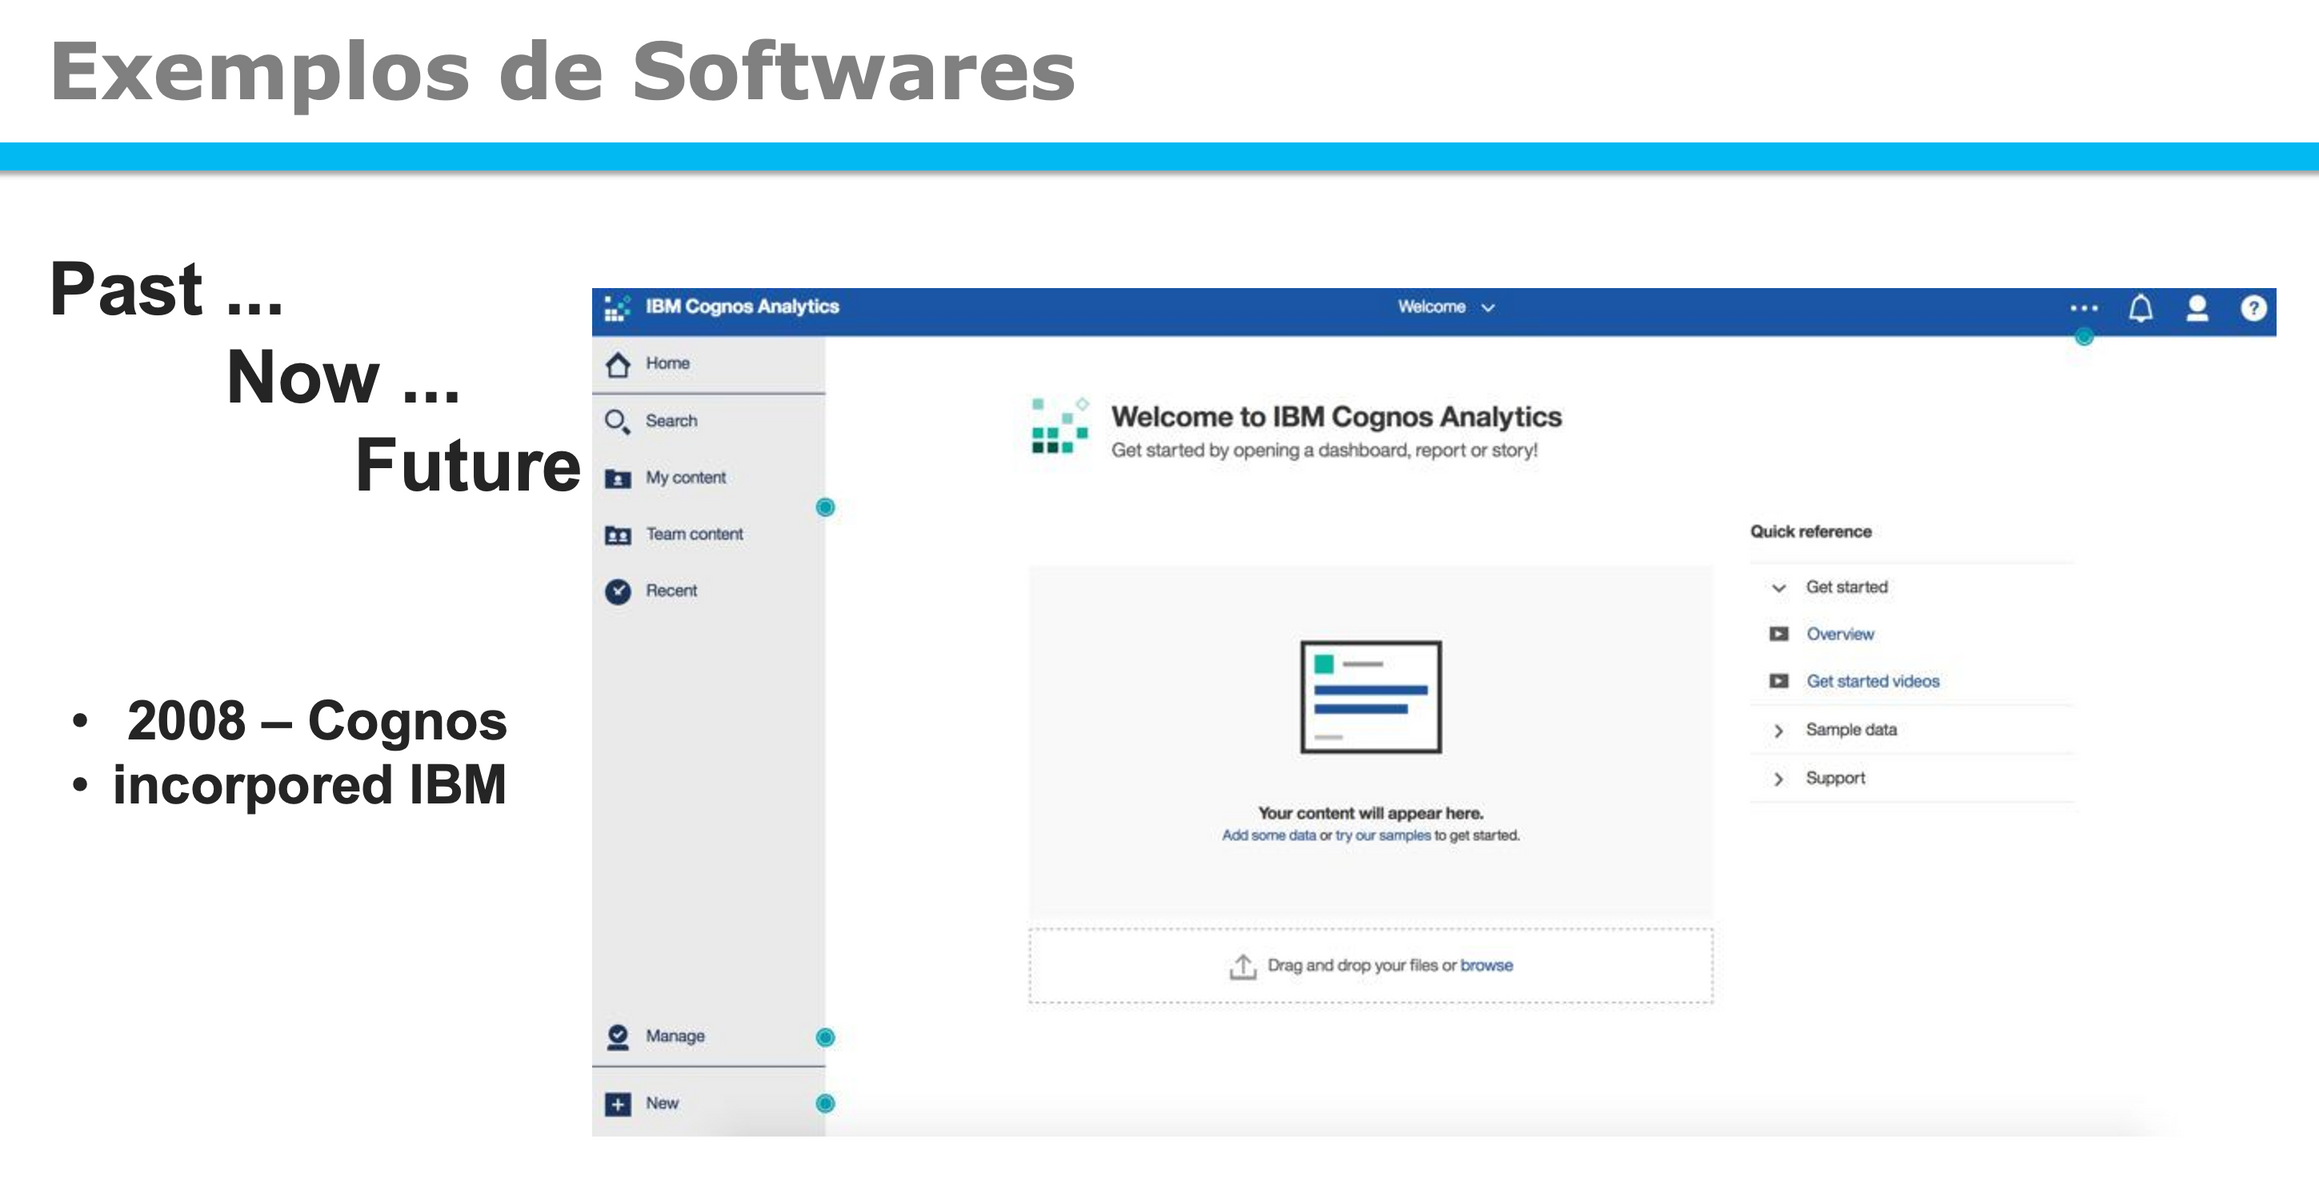 Exemplos de Softwares
Past ...
Now ...
Future
• 2008 – Cognos
• incorpored IBM
IBM Cognos Analytics
Welcome
?
Home
Search
My content
Team content
Recent
Manage
New
Welcome to IBM Cognos Analytics
Get started by opening a dashboard, report or story!
Your content will appear here.
Add some data or try our samples to get started.
Drag and drop your files or browse
Quick reference
Get started
Overview
Get started videos
Sample data
Support